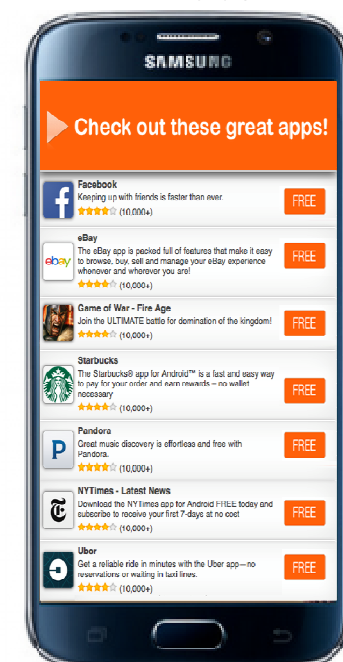 SAMSUNG
Check out these great apps!
Facebook
Keeping up with friends is faster than ever.
(10,000+)
FREE
eBay
ebay
The eBay app is packed full of features that make it easy
to browse, buy, sell and manage your eBay experience
whenever and wherever you are!
(10,000+)
FREE
Game of War - Fire Age
Join the ULTIMATE battle for domination of the kingdom!
(10,000+)
FREE
Starbucks
The Starbucks® app for Android™ is a fast and easy way
to pay for your order and earn rewards – no wallet
necessary
(10,000+)
FREE
Pandora
P
Great music discovery is effortless and free with
Pandora.
(10,000+)
FREE
NYTimes - Latest News
T
Download the NYTimes app for Android FREE today and
subscribe to receive your first 7-days at no cost
(10,000+)
FREE
Uber
Get a reliable ride in minutes with the Uber app—no
reservations or waiting in taxi lines.
(10,000+)
FREE